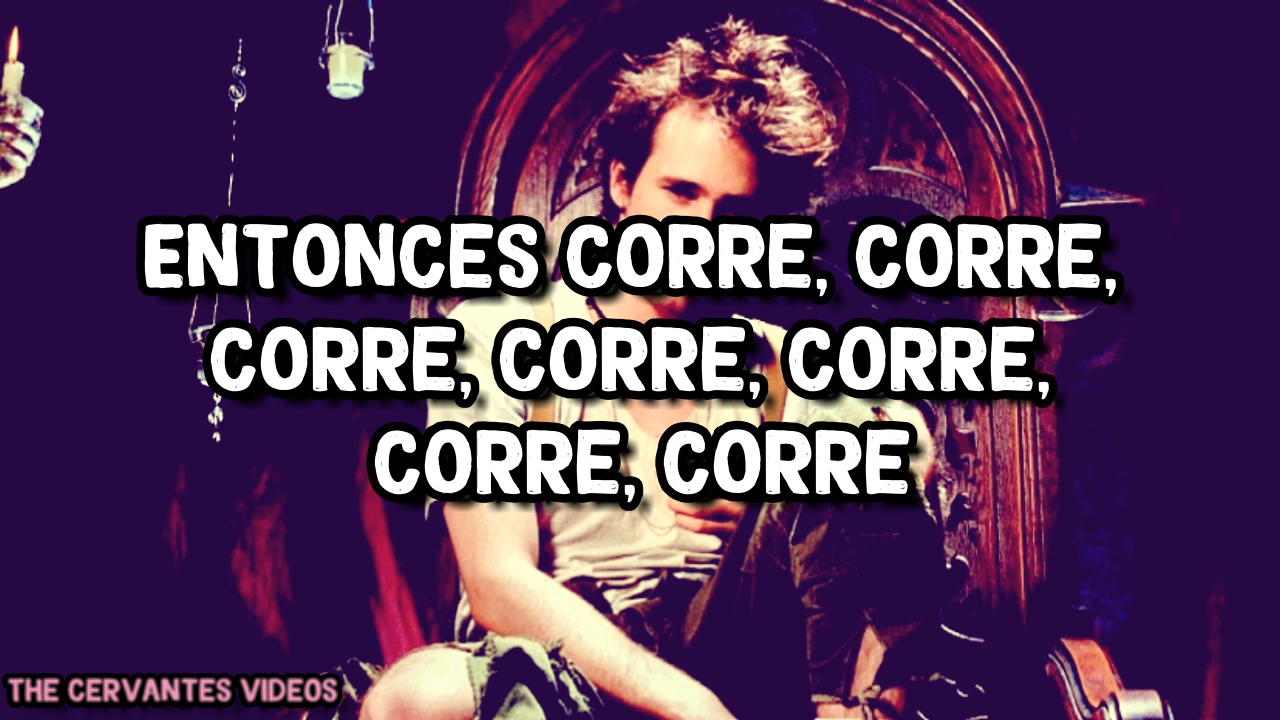 ENTONCES CORRE, CORRE,
CORRE, CORRE, CORRE,
CORRE, CORRE
THE CERVANTES VIDEOS